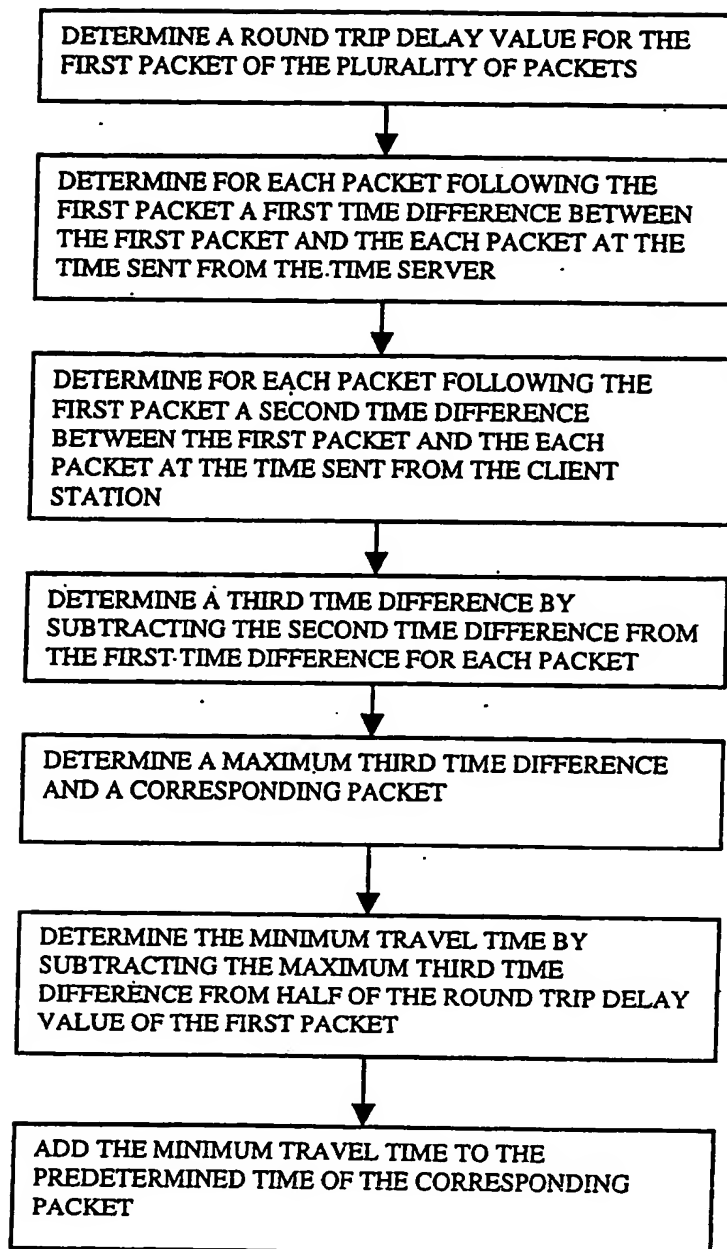 DETERMINE A ROUND TRIP DELAY VALUE FOR THE
FIRST PACKET OF THE PLURALITY OF PACKETS
DETERMINE FOR EACH PACKET FOLLOWING THE
FIRST PACKET A FIRST TIME DIFFERENCE BETWEEN
THE FIRST PACKET AND THE EACH PACKET AT THE
TIME SENT FROM THE TIME SERVER
DETERMINE FOR EACH PACKET FOLLOWING THE
FIRST PACKET A SECOND TIME DIFFERENCE
BETWEEN THE FIRST PACKET AND THE EACH
PACKET AT THE TIME SENT FROM THE CLIENT
STATION
DETERMINE A THIRD TIME DIFFERENCE BY
SUBTRACTING THE SECOND TIME DIFFERENCE FROM
THE FIRST TIME DIFFERENCE FOR EACH PACKET
DETERMINE A MAXIMUM THIRD TIME DIFFERENCE
AND A CORRESPONDING PACKET
DETERMINE THE MINIMUM TRAVEL TIME BY
SUBTRACTING THE MAXIMUM THIRD TIME
DIFFERENCE FROM HALF OF THE ROUND TRIP DELAY
VALUE OF THE FIRST PACKET
ADD THE MINIMUM TRAVEL TIME TO THE
PREDETERMINED TIME OF THE CORRESPONDING
PACKET